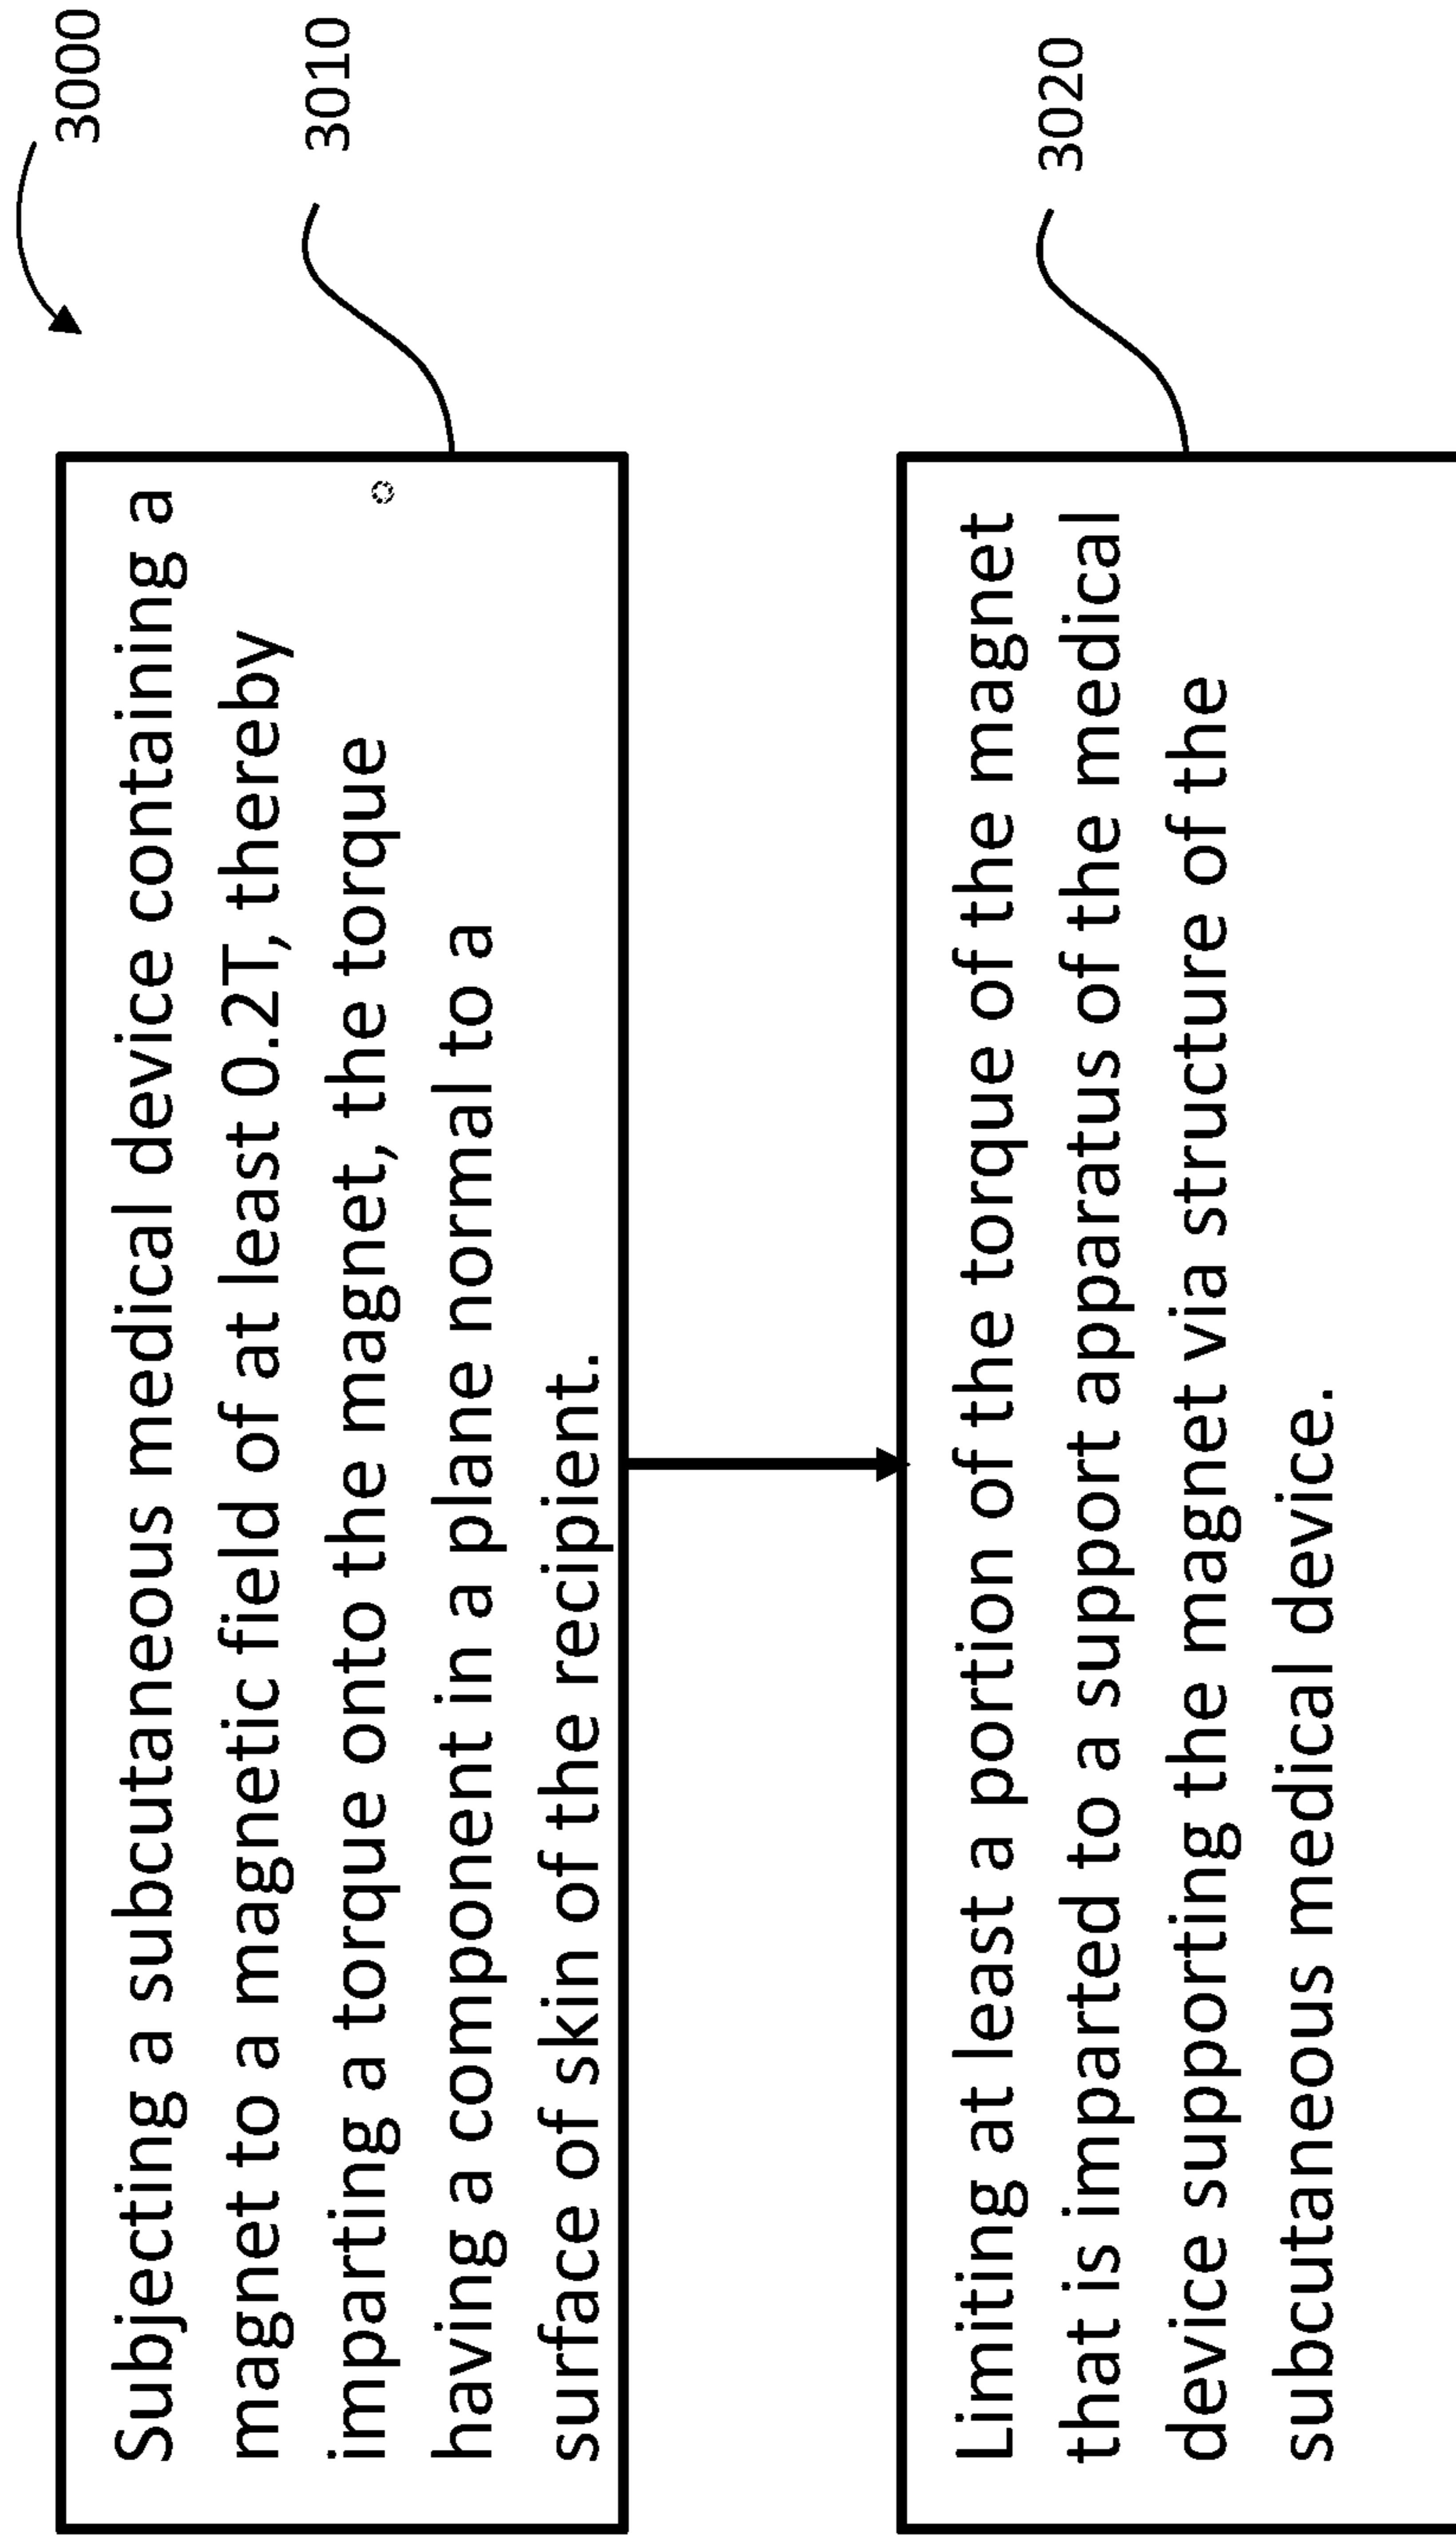 3000
3010
Subjecting a subcutaneous medical device containing a
magnet to a magnetic field of at least 0.2T, thereby
imparting a torque onto the magnet, the torque
having a component in a plane normal to a
surface of skin of the recipient.
3020
Limiting at least a portion of the torque of the magnet
that is imparted to a support apparatus of the medical
device supporting the magnet via structure of the
subcutaneous medical device.